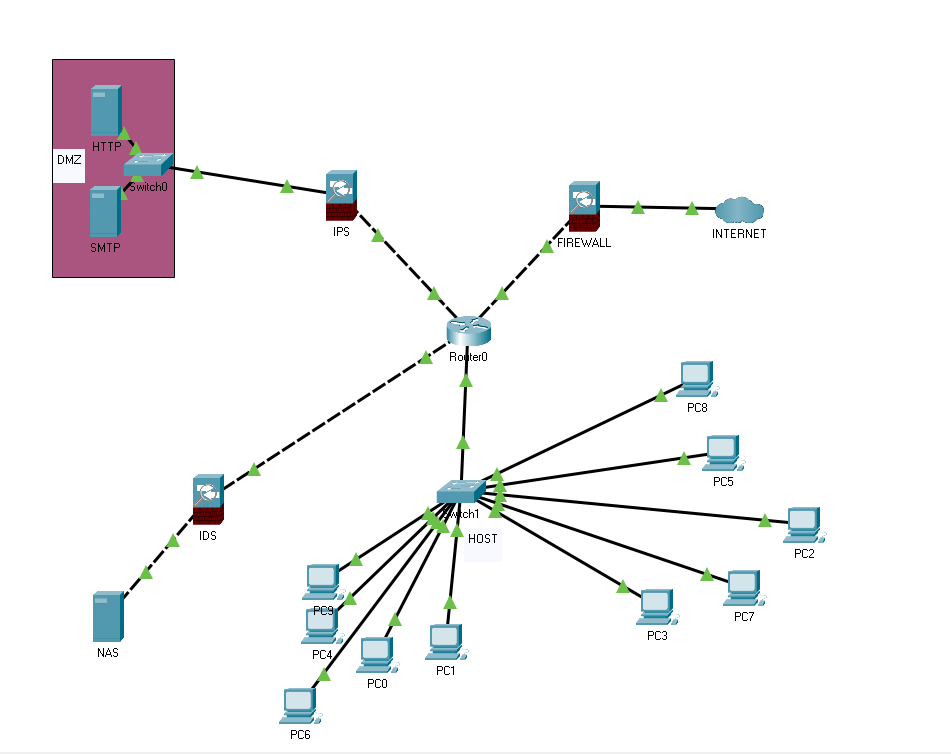 HTTP
DMZ
Switch0
SMTP
IPS
FIREWALL
INTERNET
Router0
PC8
PC5
Switch1
HOST
IDS
PC2
PC9
PC7
PC3
NAS
PC4
PC1
PC0
PC6